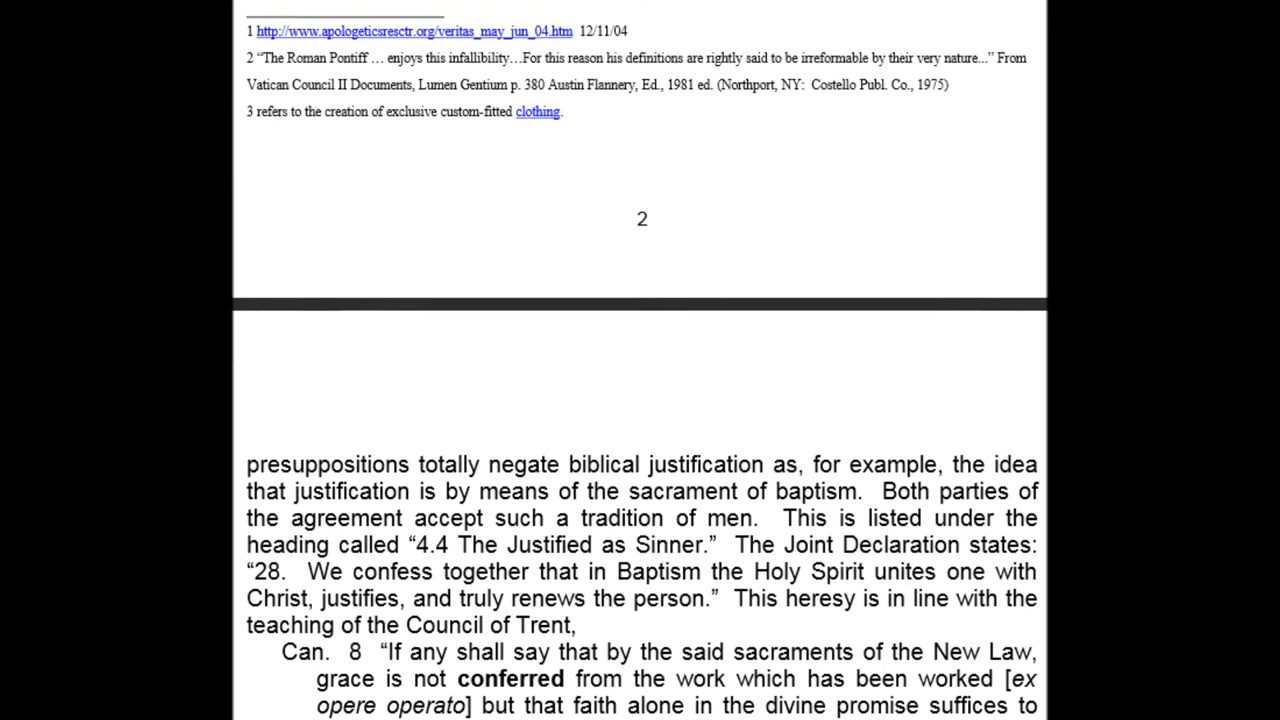 1 http://www.apologeticsresctr.org/veritas_may_jun_04.htm 12/11/04
2 “The Roman Pontiff … enjoys this infallibility…For this reason his definitions are rightly said to be irreformable by their very nature...” From
Vatican Council II Documents, Lumen Gentium p. 380 Austin Flannery, Ed., 1981 ed. (Northport, NY: Costello Publ. Co., 1975)
3 refers to the creation of exclusive custom-fitted clothing.
2
presuppositions totally negate biblical justification as, for example, the idea
that justification is by means of the sacrament of baptism. Both parties of
the agreement accept such a tradition of men. This is listed under the
heading called “4.4 The Justified as Sinner.” The Joint Declaration states:
“28. We confess together that in Baptism the Holy Spirit unites one with
Christ, justifies, and truly renews the person.” This heresy is in line with the
teaching of the Council of Trent,
Can. 8 “If any shall say that by the said sacraments of the New Law,
grace is not conferred from the work which has been worked [ex
opere operato] but that faith alone in the divine promise suffices to